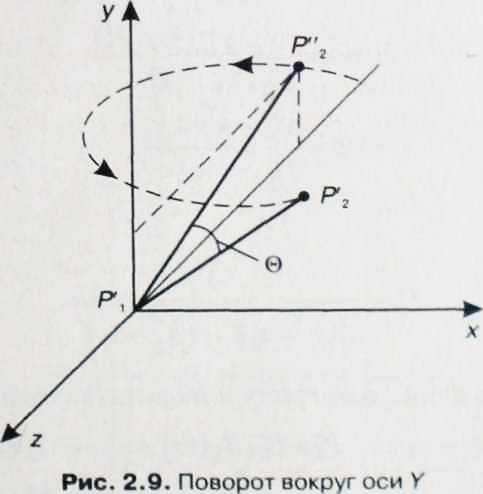 y
P″₂
P′₂
Θ
P′₁
x
z
Рис. 2.9. Поворот вокруг оси Y